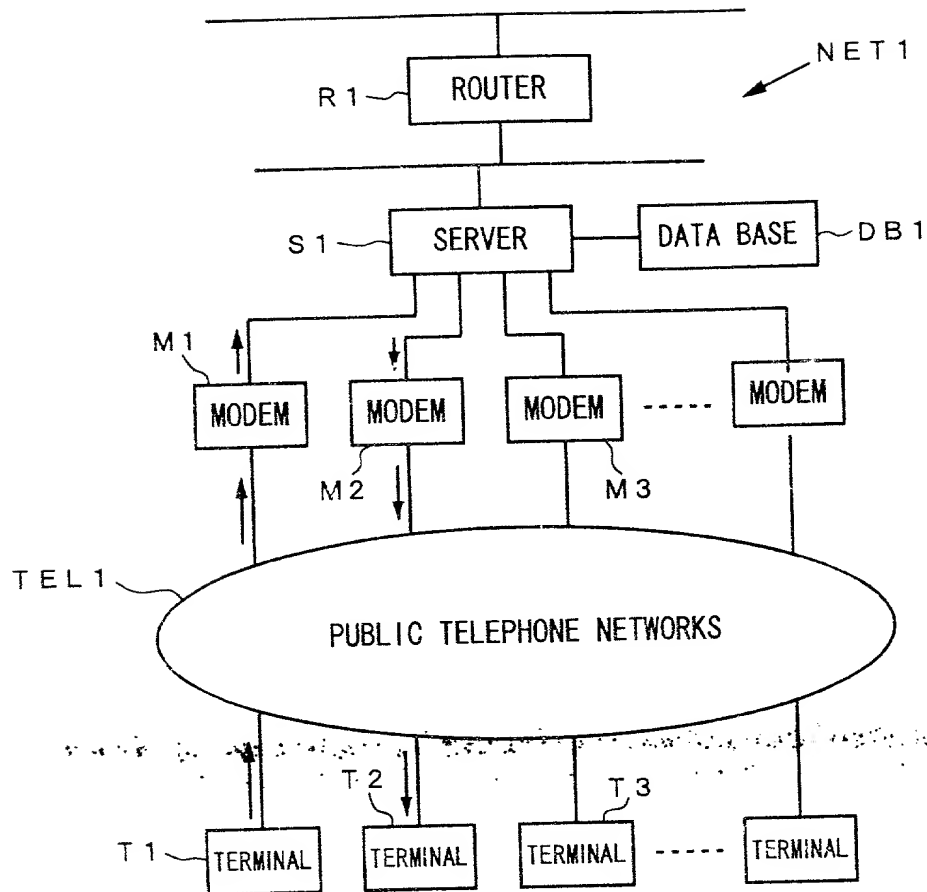 NET1
R1
ROUTER
S1
SERVER
DATA BASE
DB1
M1
MODEM
MODEM
MODEM
MODEM
M2
M3
TEL1
PUBLIC TELEPHONE NETWORKS
T2
T3
T1
TERMINAL
TERMINAL
TERMINAL
TERMINAL